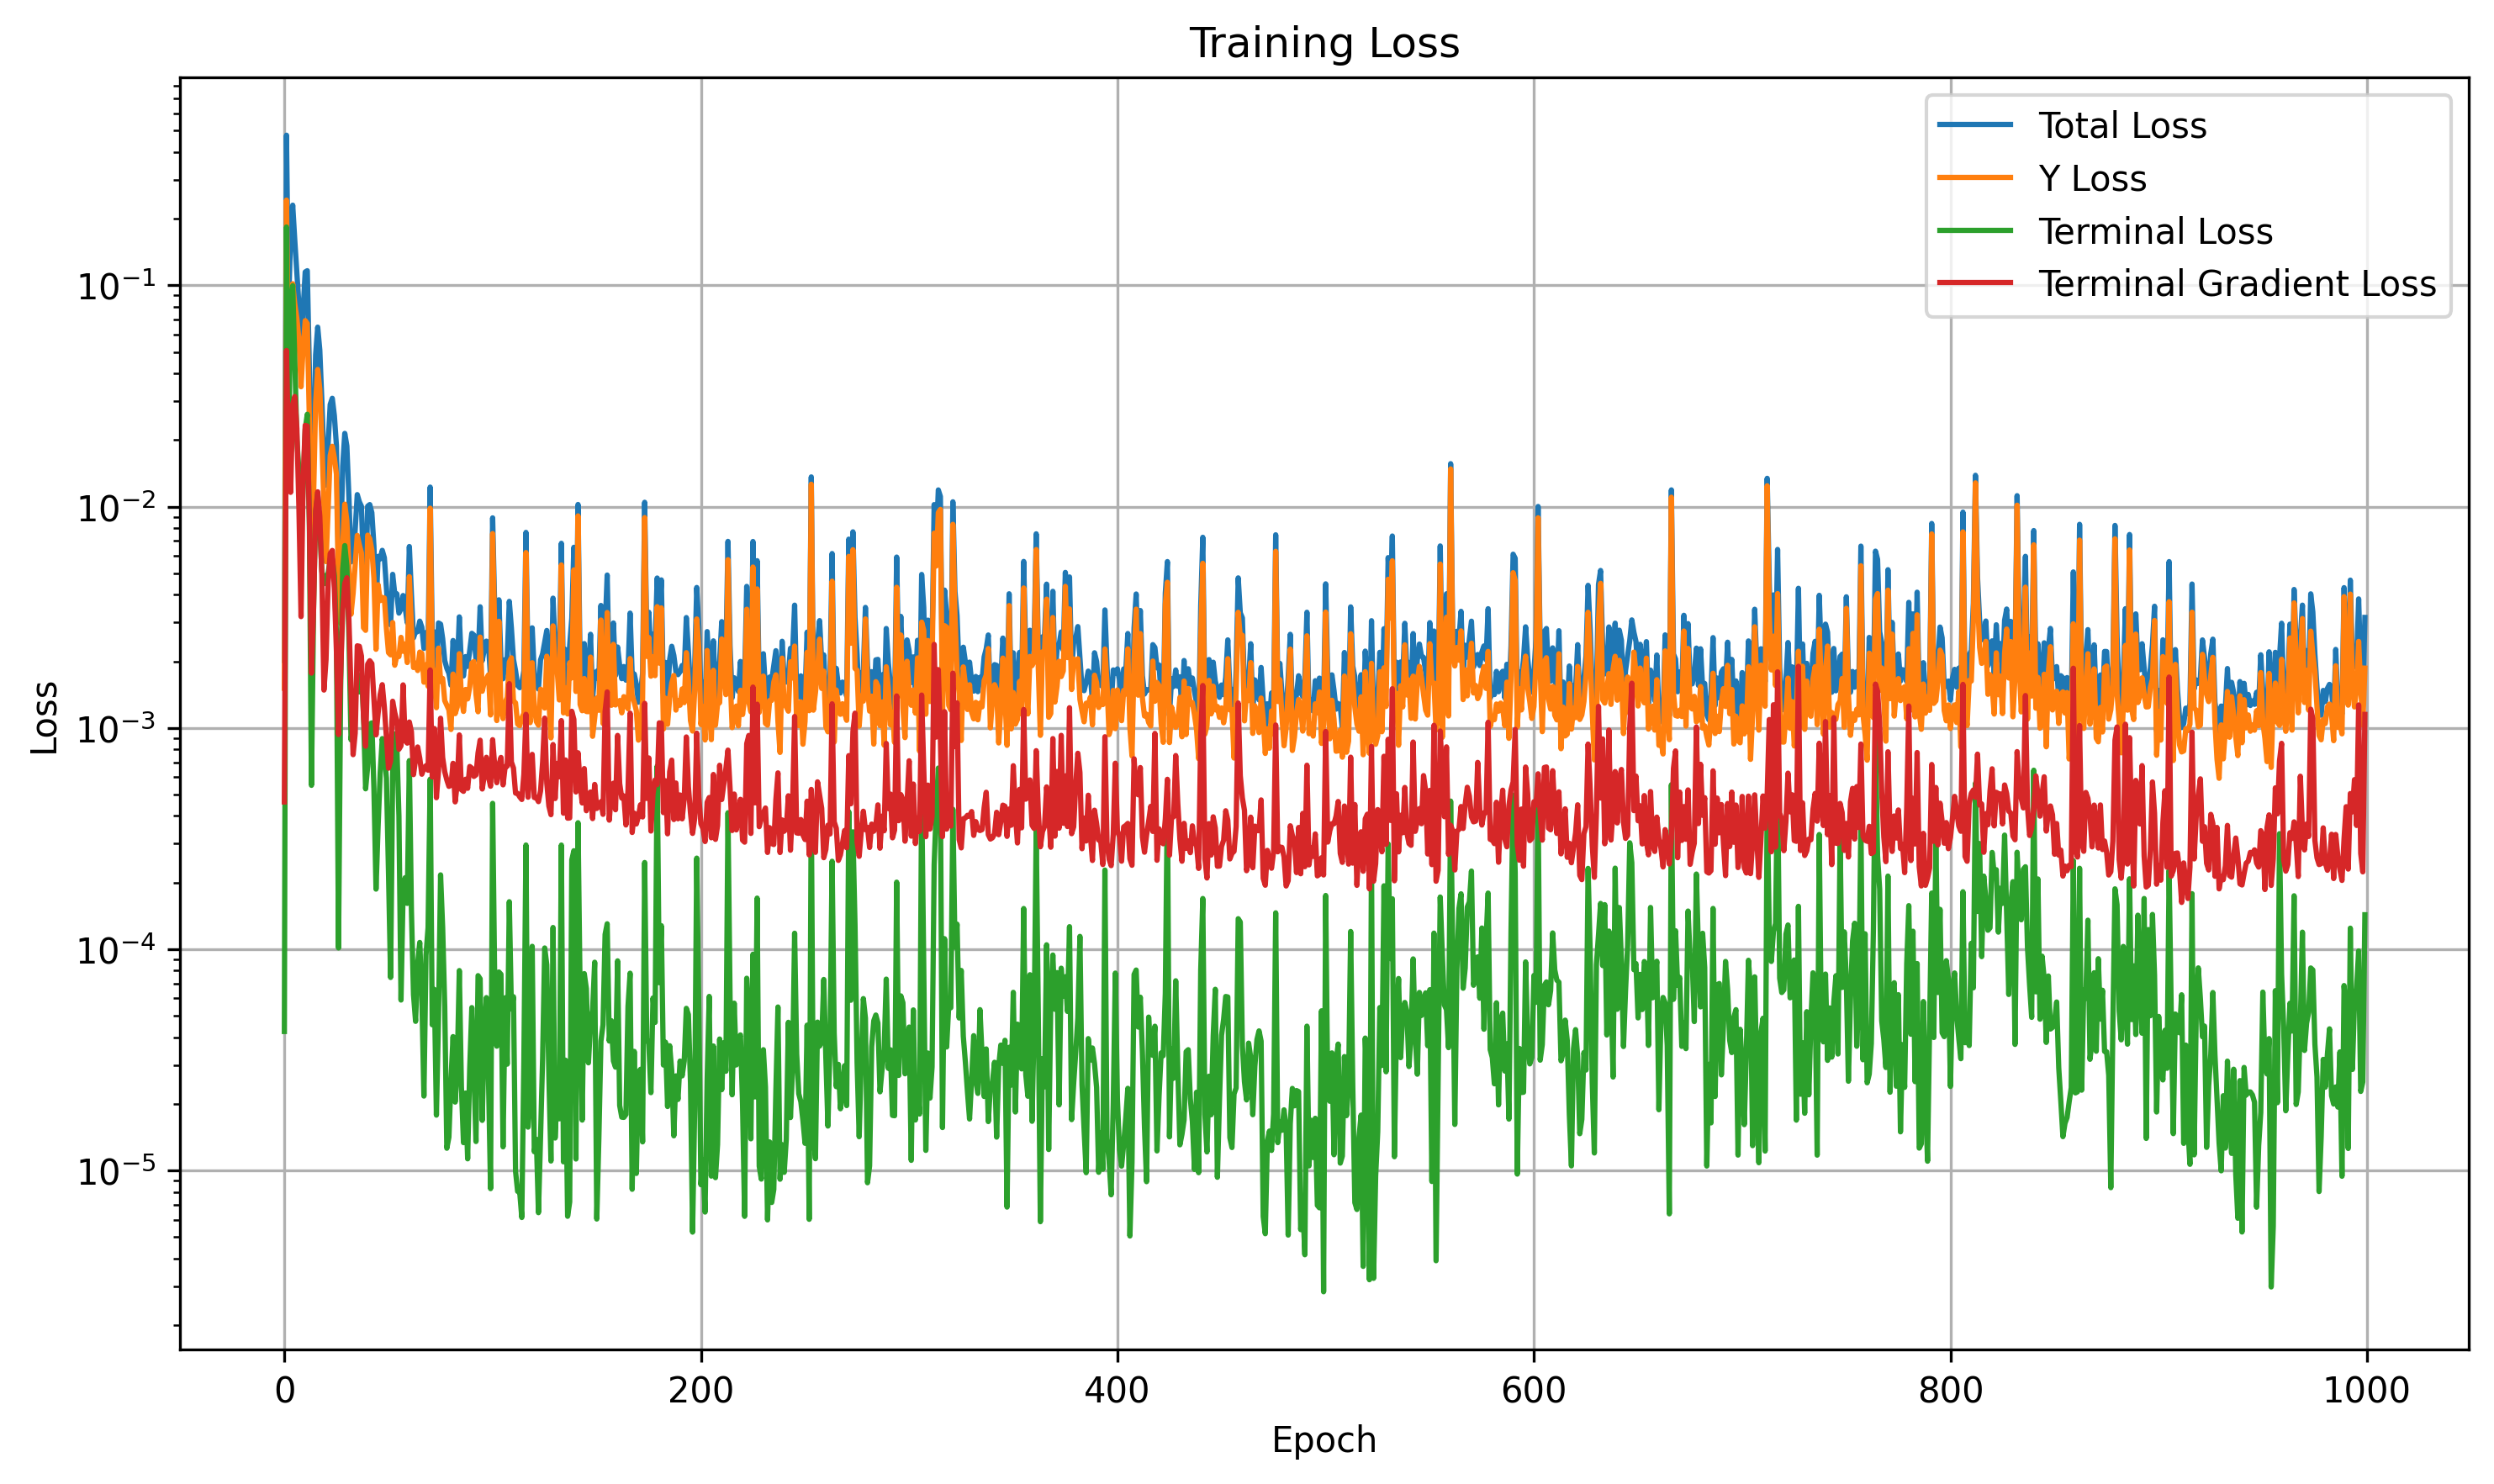 Training Loss
Total Loss
Y Loss
Terminal Loss
Terminal Gradient Loss
Loss
10⁻¹
10⁻²
10⁻³
10⁻⁴
10⁻⁵
0 200 400 600 800 1000
Epoch